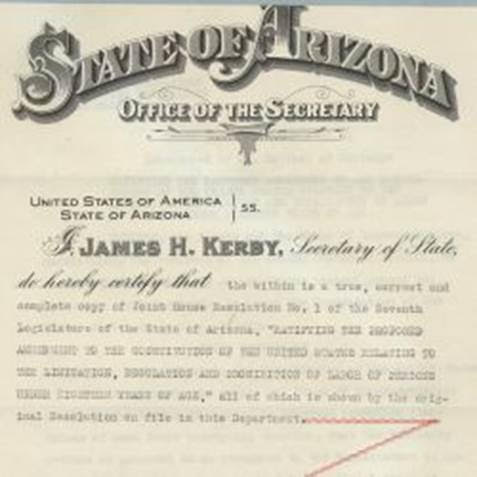 STATE OF ARIZONA
OFFICE OF THE SECRETARY
UNITED STATES OF AMERICA
STATE OF ARIZONA
ss.
I, JAMES H. KERBY, Secretary of State,
do hereby certify that the within is a true, correct and
complete copy of Joint House Resolution No. 1 of the Seventh
Legislature of the State of Arizona, "RATIFYING THE PROPOSED
AMENDMENT TO THE CONSTITUTION OF THE UNITED STATES RELATING TO
THE LIMITATION, REGULATION AND PROHIBITION OF LABOR OF PERSONS
UNDER EIGHTEEN YEARS OF AGE," all of which is shown by the orig-
inal Resolution on file in this Department.